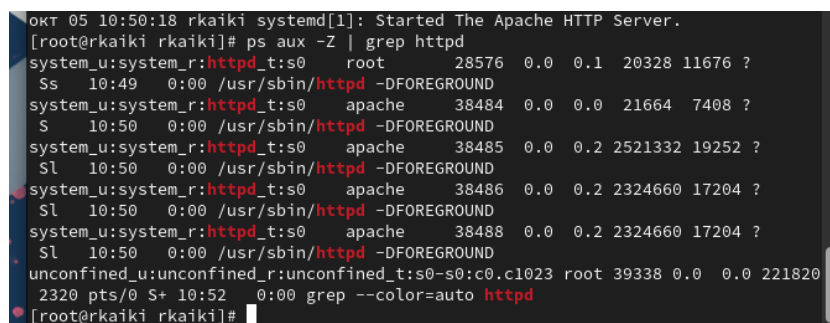 окт 05 10:50:18 rkaiki systemd[1]: Started The Apache HTTP Server.
[root@rkaiki rkaiki]# ps aux -Z | grep httpd
system_u:system_r:httpd_t:s0    root       28576  0.0  0.1  20328 11676 ?
 Ss   10:49   0:00 /usr/sbin/httpd -DFOREGROUND
system_u:system_r:httpd_t:s0    apache     38484  0.0  0.0  21664  7408 ?
 S    10:50   0:00 /usr/sbin/httpd -DFOREGROUND
system_u:system_r:httpd_t:s0    apache     38485  0.0  0.2 2521332 19252 ?
 Sl   10:50   0:00 /usr/sbin/httpd -DFOREGROUND
system_u:system_r:httpd_t:s0    apache     38486  0.0  0.2 2324660 17204 ?
 Sl   10:50   0:00 /usr/sbin/httpd -DFOREGROUND
system_u:system_r:httpd_t:s0    apache     38488  0.0  0.2 2324660 17204 ?
 Sl   10:50   0:00 /usr/sbin/httpd -DFOREGROUND
unconfined_u:unconfined_r:unconfined_t:s0-s0:c0.c1023 root 39338 0.0  0.0 221820
 2320 pts/0 S+ 10:52   0:00 grep --color=auto httpd
[root@rkaiki rkaiki]#